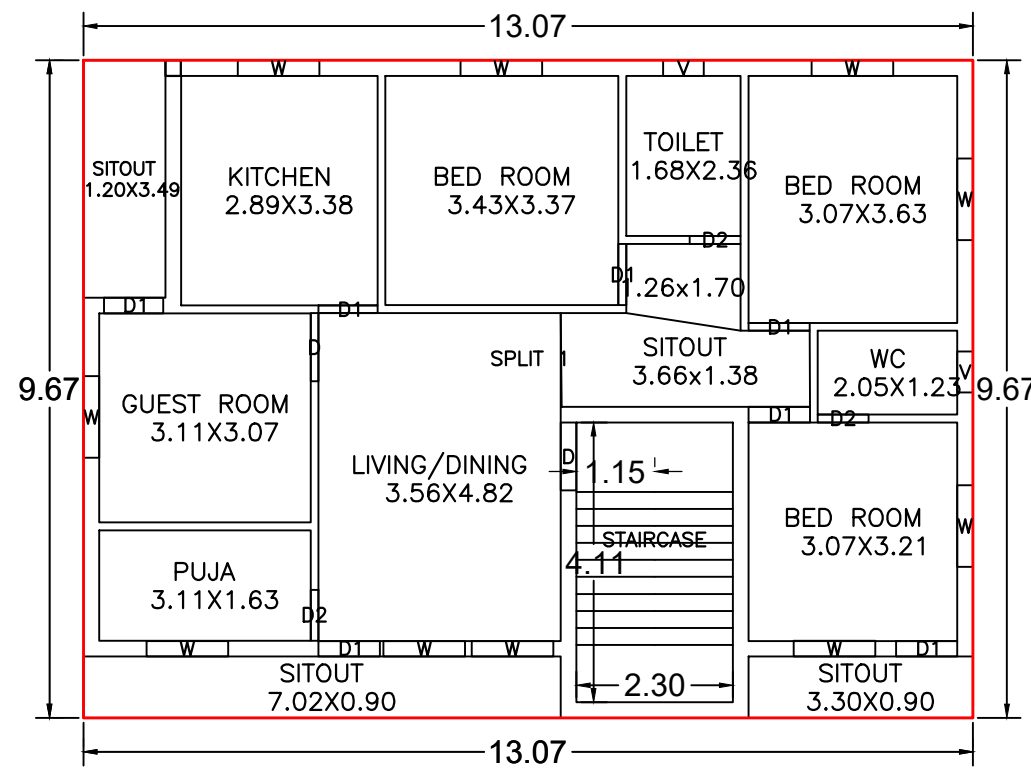 13.07
W
W
V
W
SITOUT
1.20X3.49
KITCHEN
2.89X3.38
BED ROOM
3.43X3.37
TOILET
1.68X2.36
BED ROOM
3.07X3.63
W
D2
D1
1.26x1.70
D1
D1
D1
D
SPLIT 1
SITOUT
3.66x1.38
WC
2.05X1.23
V
9.67
9.67
W
GUEST ROOM
3.11X3.07
D1
D2
LIVING/DINING
3.56X4.82
D
1.15
BED ROOM
3.07X3.21
W
STAIRCASE
4.11
PUJA
3.11X1.63
D2
W
D1
W
W
W
D1
SITOUT
7.02X0.90
2.30
SITOUT
3.30X0.90
13.07